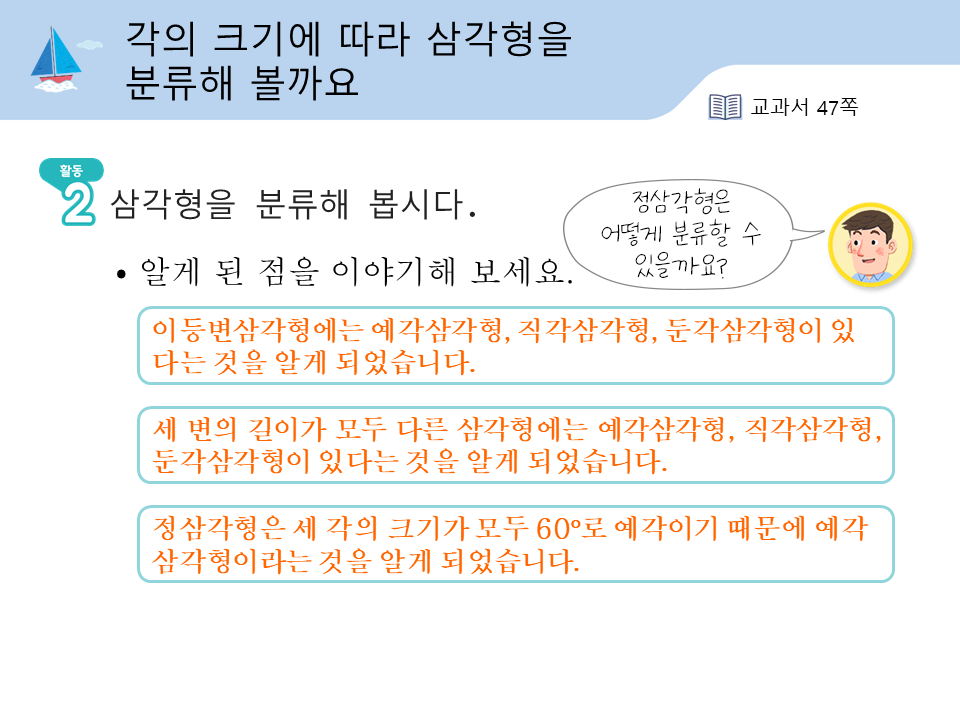 각의 크기에 따라 삼각형을
분류해 볼까요
교과서 47쪽
활동
2 삼각형을 분류해 봅시다.
정삼각형은
어떻게 분류할 수
있을까요?
• 알게 된 점을 이야기해 보세요.
이등변삼각형에는 예각삼각형, 직각삼각형, 둔각삼각형이 있
다는 것을 알게 되었습니다.
세 변의 길이가 모두 다른 삼각형에는 예각삼각형, 직각삼각형,
둔각삼각형이 있다는 것을 알게 되었습니다.
정삼각형은 세 각의 크기가 모두 60°로 예각이기 때문에 예각
삼각형이라는 것을 알게 되었습니다.